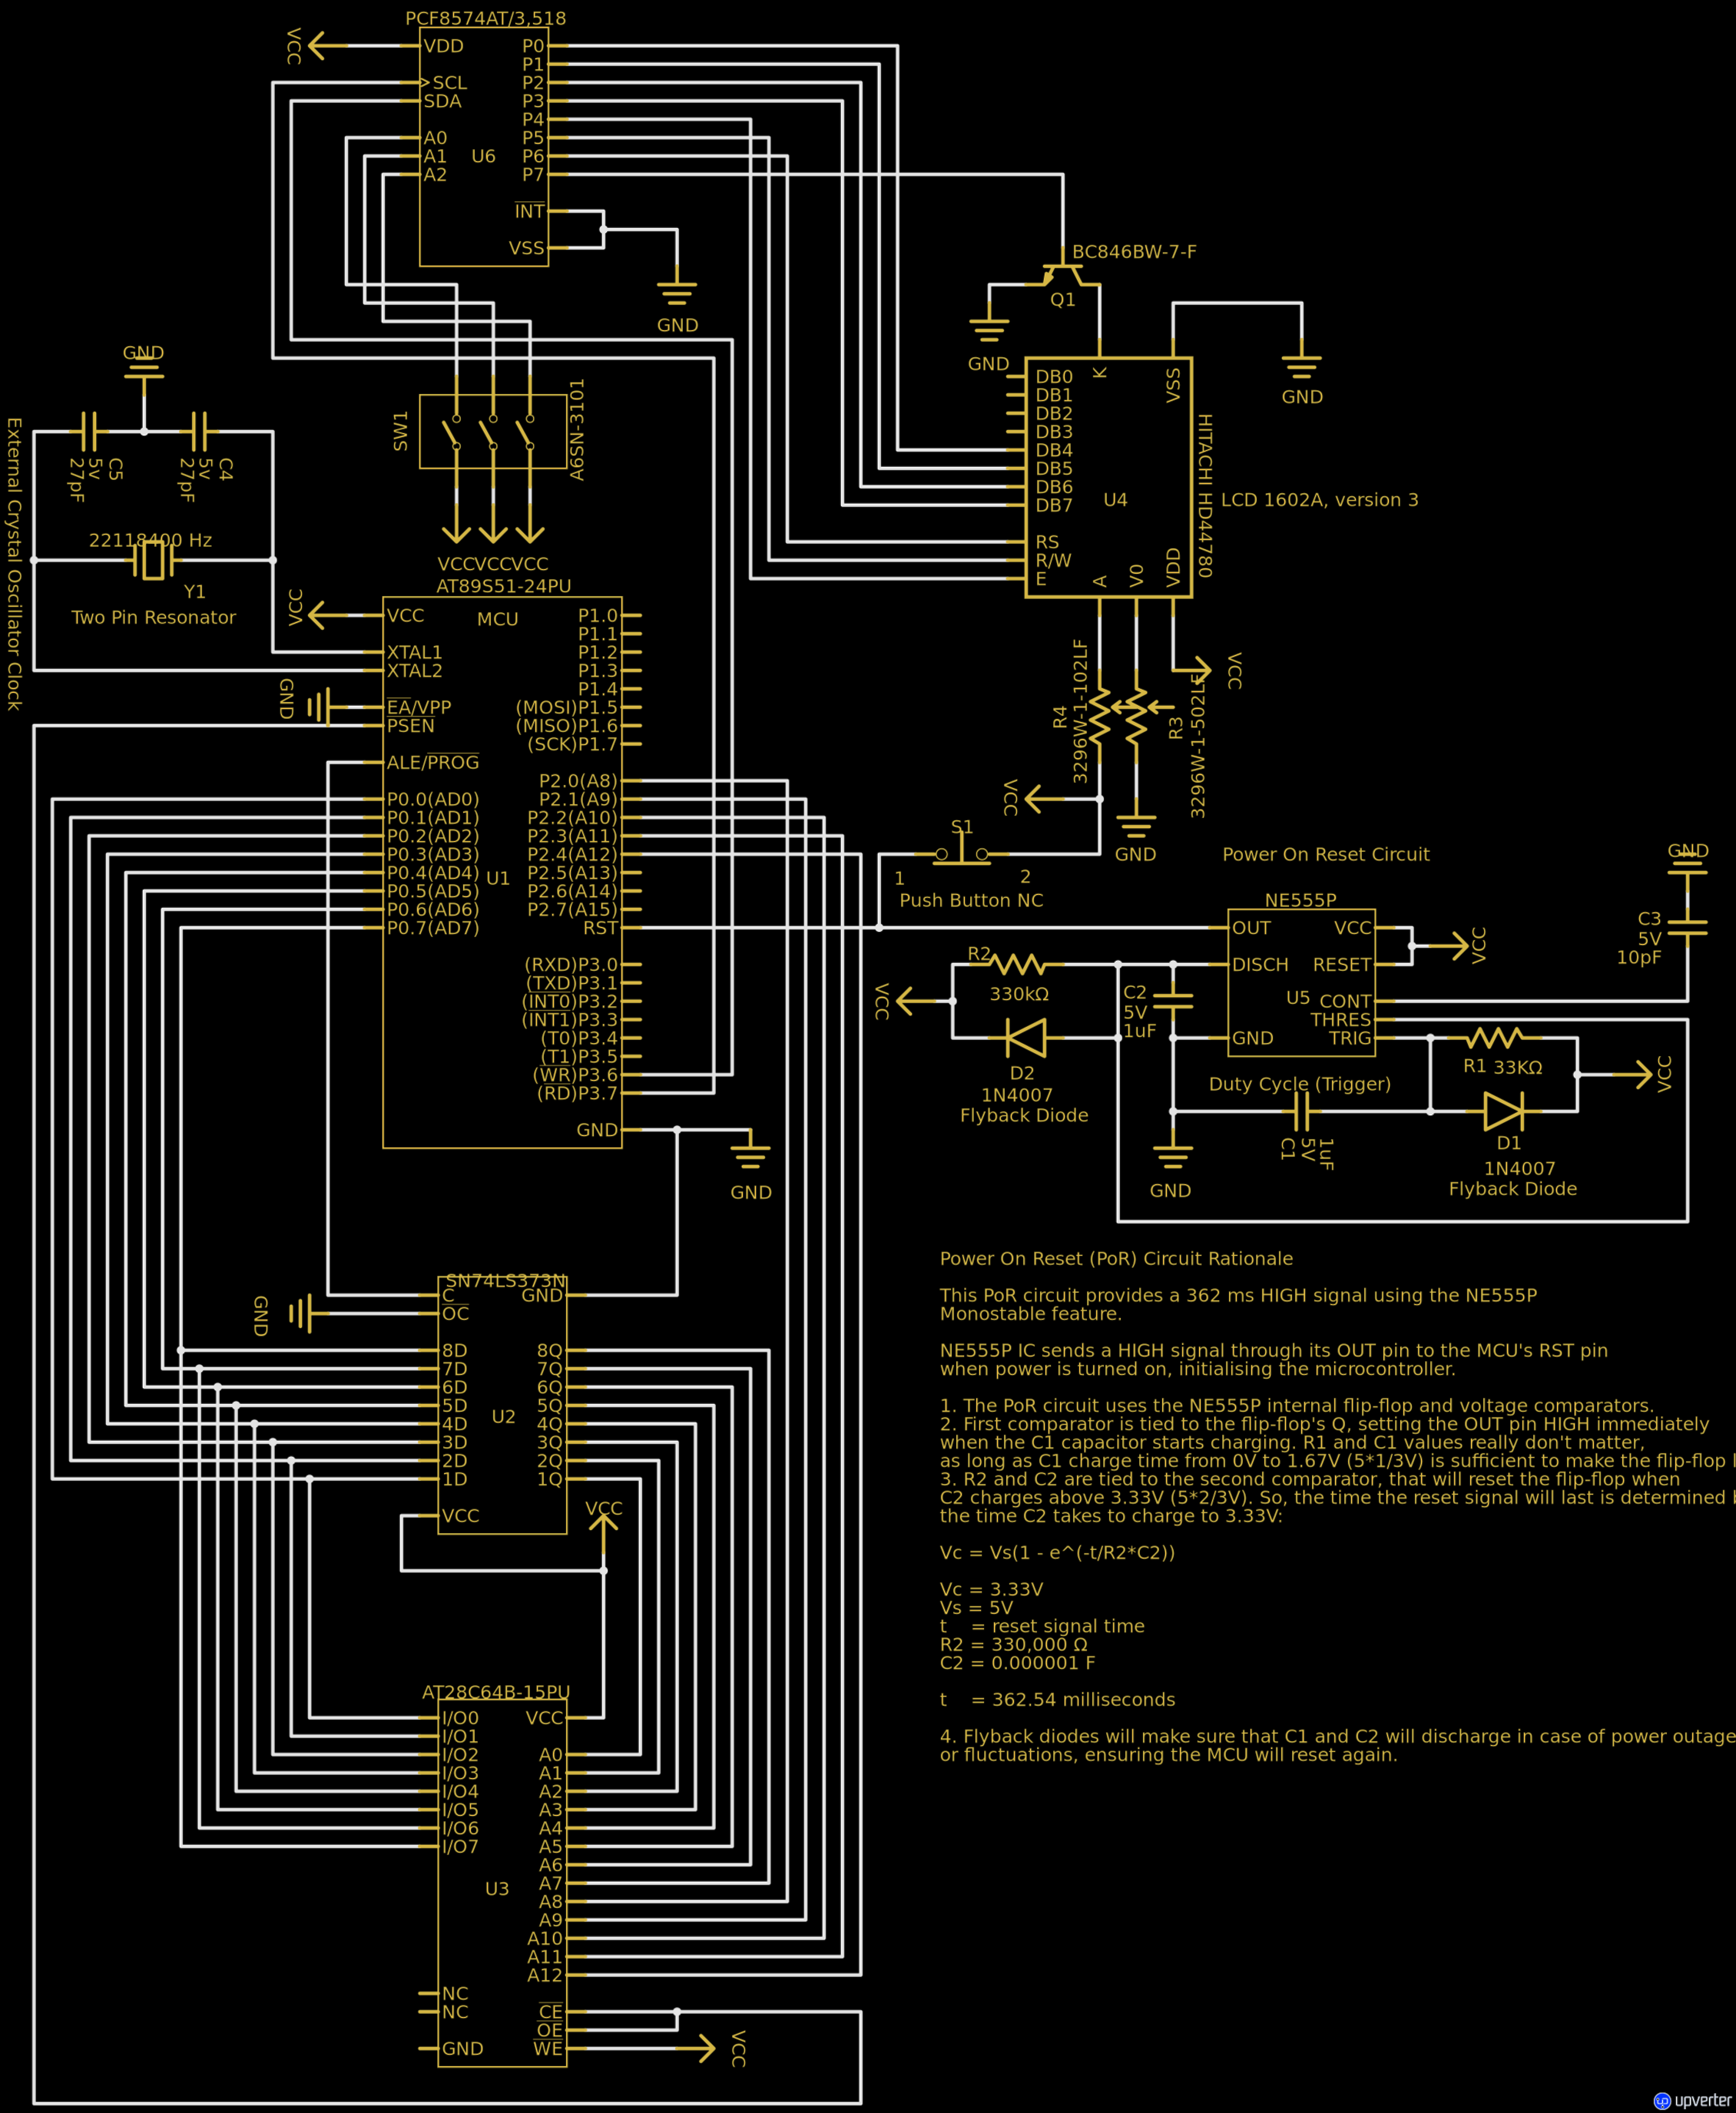 PCF8574AT/3,518
VCC
VDD
>SCL
SDA
A0
A1
A2
U6
P0
P1
P2
P3
P4
P5
P6
P7
INT
VSS
GND
BC846BW-7-F
Q1
GND
GND
DB0
DB1
DB2
DB3
DB4
DB5
DB6
DB7
RS
R/W
E
K
VSS
U4
A
V0
VDD
HITACHI HD44780
LCD 1602A, version 3
GND
C5
5v
27pF
C4
5v
27pF
22118400 Hz
Y1
Two Pin Resonator
External Crystal Oscillator Clock
SW1
A6SN-3101
VCC
VCC
VCC
AT89S51-24PU
MCU
VCC
VCC
XTAL1
XTAL2
GND
EA/VPP
PSEN
ALE/PROG
P0.0(AD0)
P0.1(AD1)
P0.2(AD2)
P0.3(AD3)
P0.4(AD4)
P0.5(AD5)
P0.6(AD6)
P0.7(AD7)
U1
P1.0
P1.1
P1.2
P1.3
P1.4
(MOSI)P1.5
(MISO)P1.6
(SCK)P1.7
P2.0(A8)
P2.1(A9)
P2.2(A10)
P2.3(A11)
P2.4(A12)
P2.5(A13)
P2.6(A14)
P2.7(A15)
RST
(RXD)P3.0
(TXD)P3.1
(INT0)P3.2
(INT1)P3.3
(T0)P3.4
(T1)P3.5
(WR)P3.6
(RD)P3.7
GND
GND
R4
3296W-1-102LF
R3
3296W-1-502LF
VCC
VCC
GND
S1
1
2
Push Button NC
Power On Reset Circuit
NE555P
OUT
DISCH
GND
U5
VCC
RESET
CONT
THRES
TRIG
VCC
GND
C3
5V
10pF
R2
330kΩ
VCC
D2
1N4007
Flyback Diode
C2
5V
1uF
Duty Cycle (Trigger)
C1
5V
1uF
GND
R1 33KΩ
VCC
D1
1N4007
Flyback Diode
SN74LS373N
C
OC
GND
GND
8D
7D
6D
5D
4D
3D
2D
1D
VCC
U2
8Q
7Q
6Q
5Q
4Q
3Q
2Q
1Q
VCC
AT28C64B-15PU
I/O0
I/O1
I/O2
I/O3
I/O4
I/O5
I/O6
I/O7
U3
NC
NC
GND
VCC
A0
A1
A2
A3
A4
A5
A6
A7
A8
A9
A10
A11
A12
CE
OE
WE
VCC
Power On Reset (PoR) Circuit Rationale
This PoR circuit provides a 362 ms HIGH signal using the NE555P
Monostable feature.
NE555P IC sends a HIGH signal through its OUT pin to the MCU's RST pin
when power is turned on, initialising the microcontroller.
1. The PoR circuit uses the NE555P internal flip-flop and voltage comparators.
2. First comparator is tied to the flip-flop's Q, setting the OUT pin HIGH immediately
when the C1 capacitor starts charging. R1 and C1 values really don't matter,
as long as C1 charge time from 0V to 1.67V (5*1/3V) is sufficient to make the flip-flop
3. R2 and C2 are tied to the second comparator, that will reset the flip-flop when
C2 charges above 3.33V (5*2/3V). So, the time the reset signal will last is determined
the time C2 takes to charge to 3.33V:
Vc = Vs(1 - e^(-t/R2*C2))
Vc = 3.33V
Vs = 5V
t = reset signal time
R2 = 330,000 Ω
C2 = 0.000001 F
t = 362.54 milliseconds
4. Flyback diodes will make sure that C1 and C2 will discharge in case of power outage
or fluctuations, ensuring the MCU will reset again.
upverter